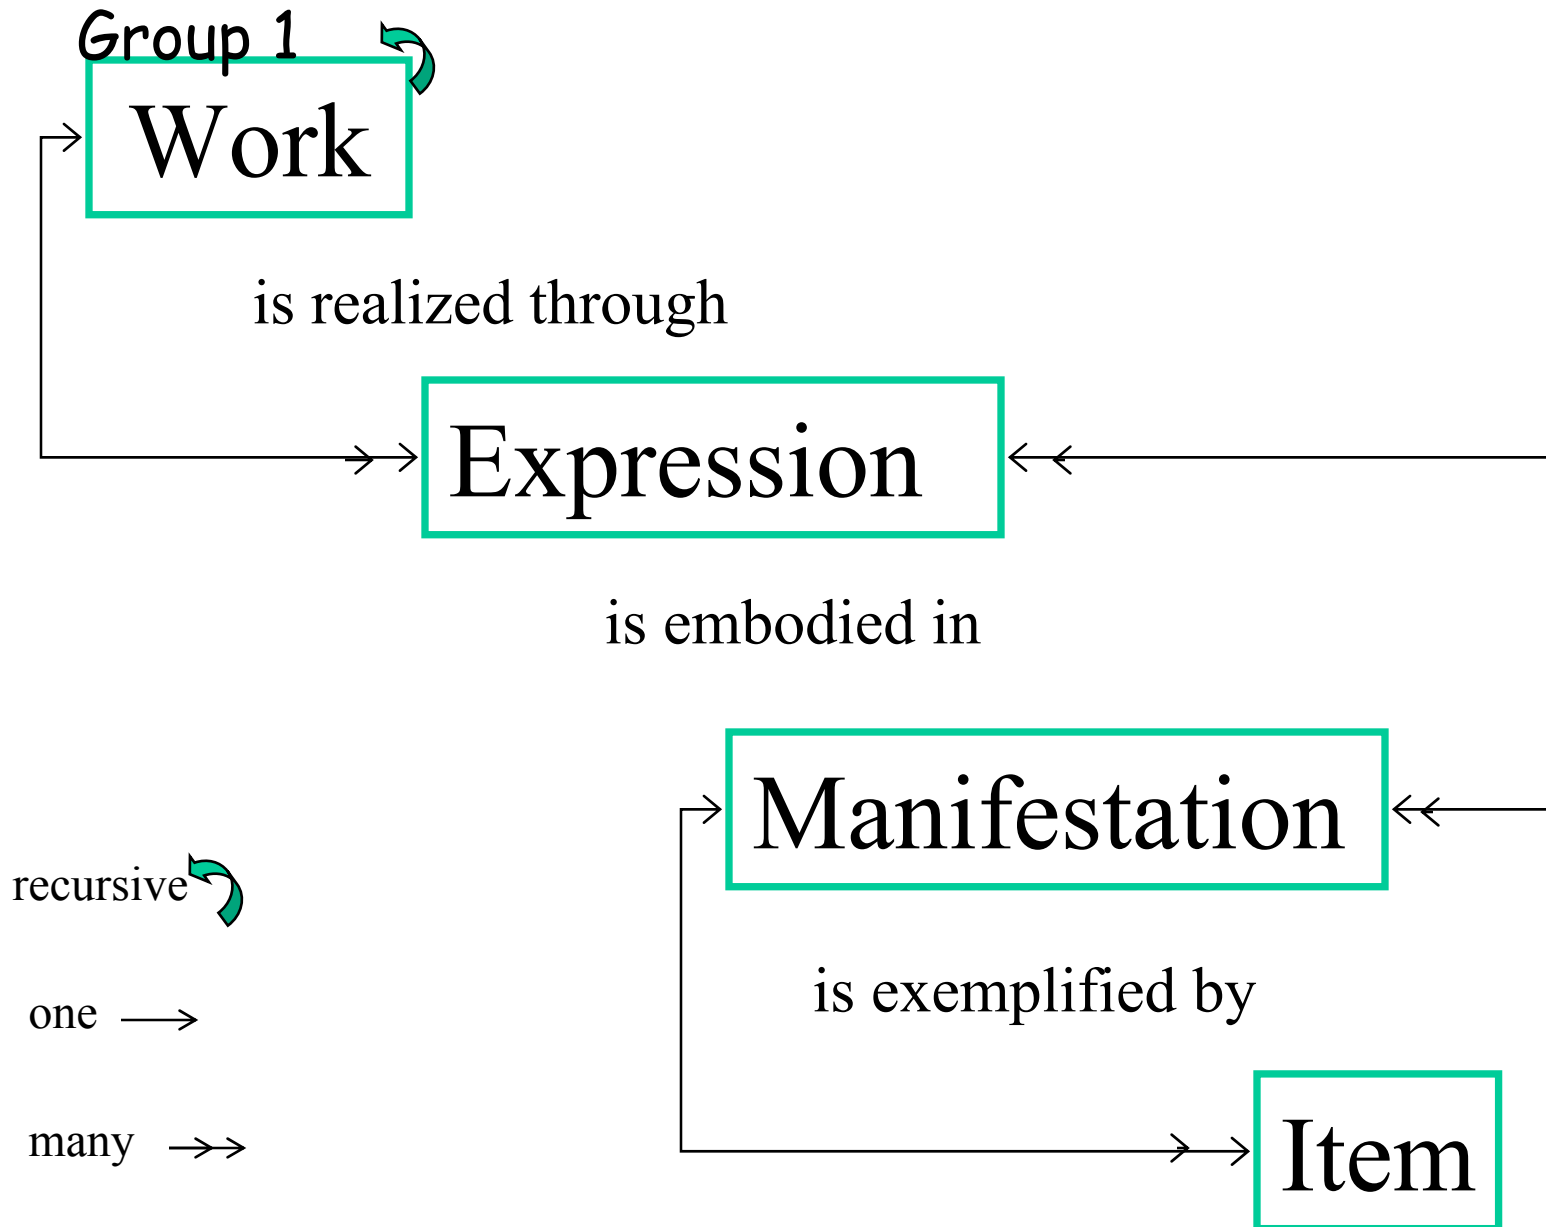 Group 1
Work
is realized through
Expression
is embodied in
Manifestation
recursive
is exemplified by
one
many
Item